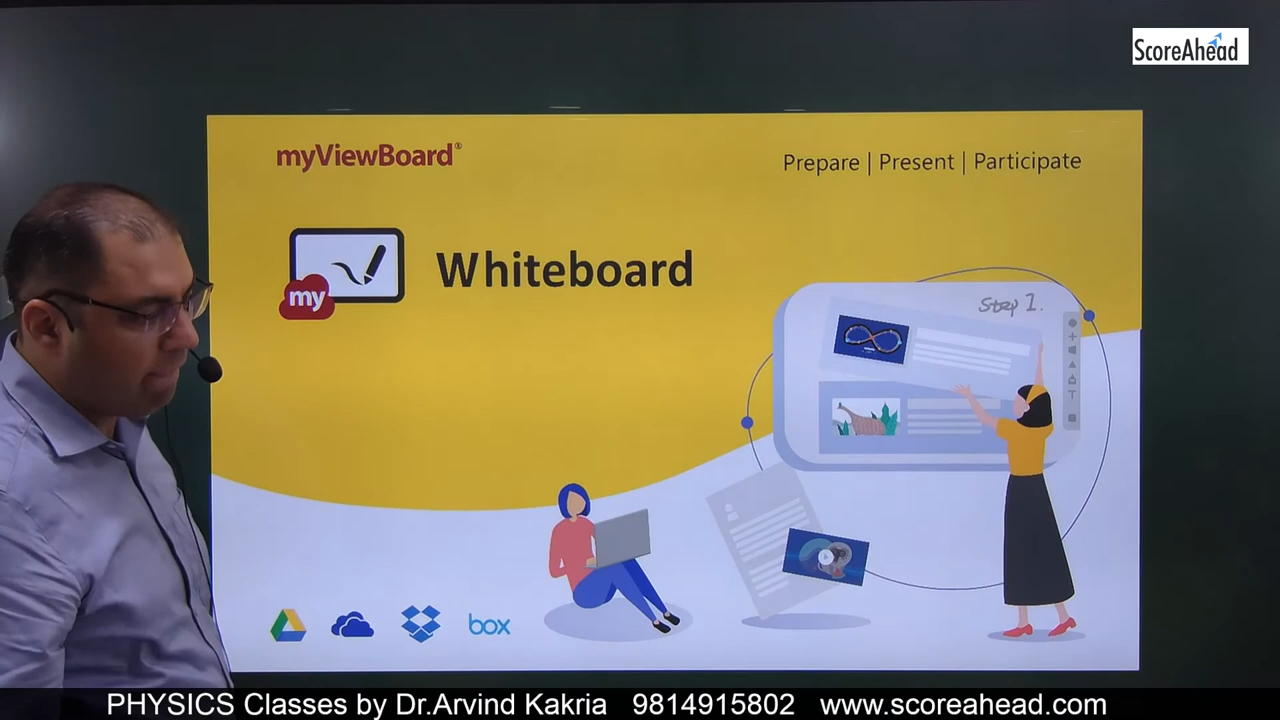 ScoreAhead
myViewBoard®
Prepare | Present | Participate
my
Whiteboard
Step 1.
box
PHYSICS Classes by Dr.Arvind Kakria 9814915802 www.scoreahead.com